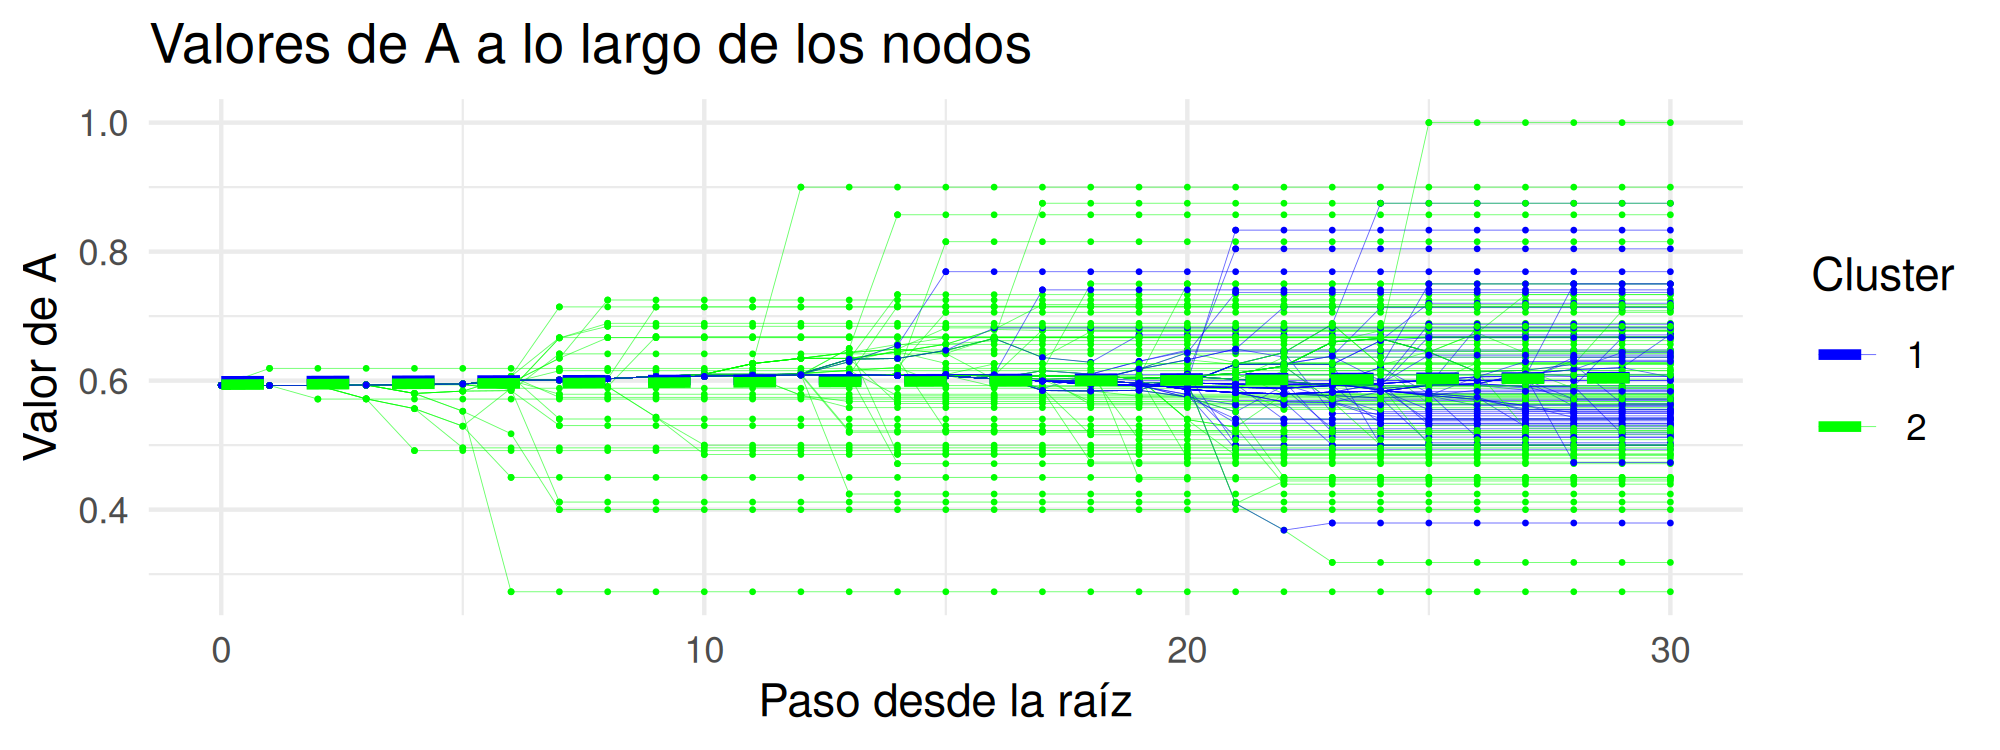 Valores de A a lo largo de los nodos
1.0
0.8
0.6
0.4
Valor de A
0 10 20 30
Paso desde la raíz
Cluster
1
2